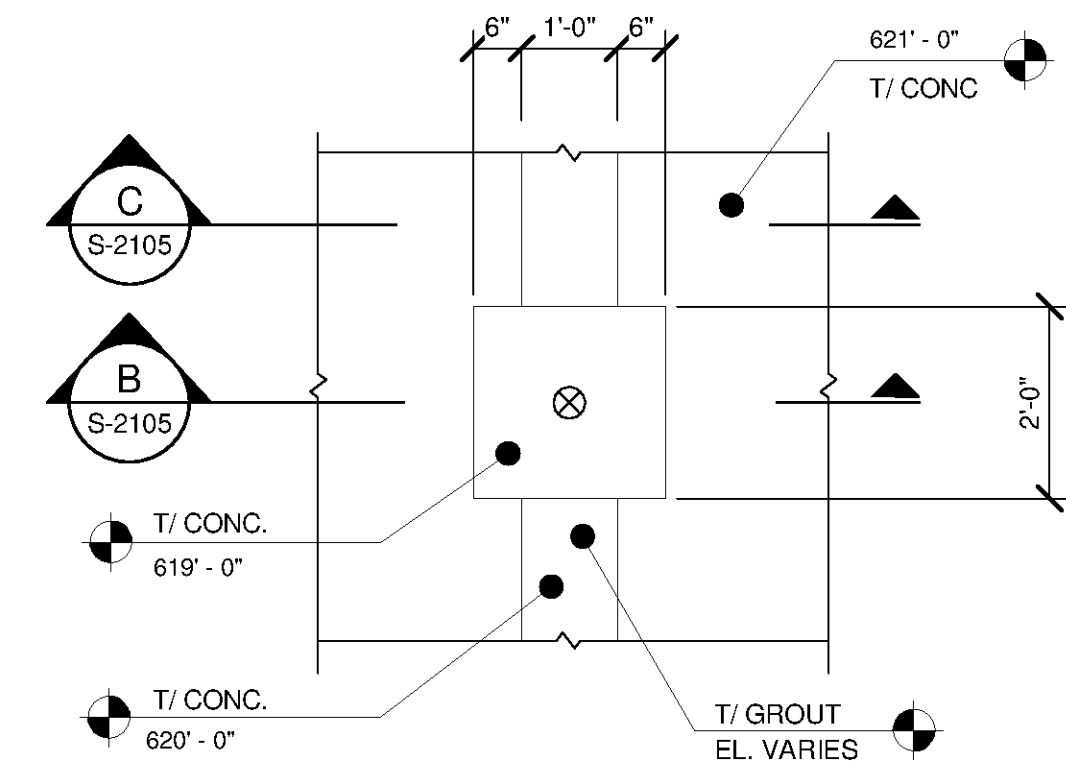 6" 1'-0" 6"
621' - 0"
T/ CONC
C
S-2105
B
S-2105
2'-0"
T/ CONC.
619' - 0"
T/ CONC.
620' - 0"
T/ GROUT
EL. VARIES